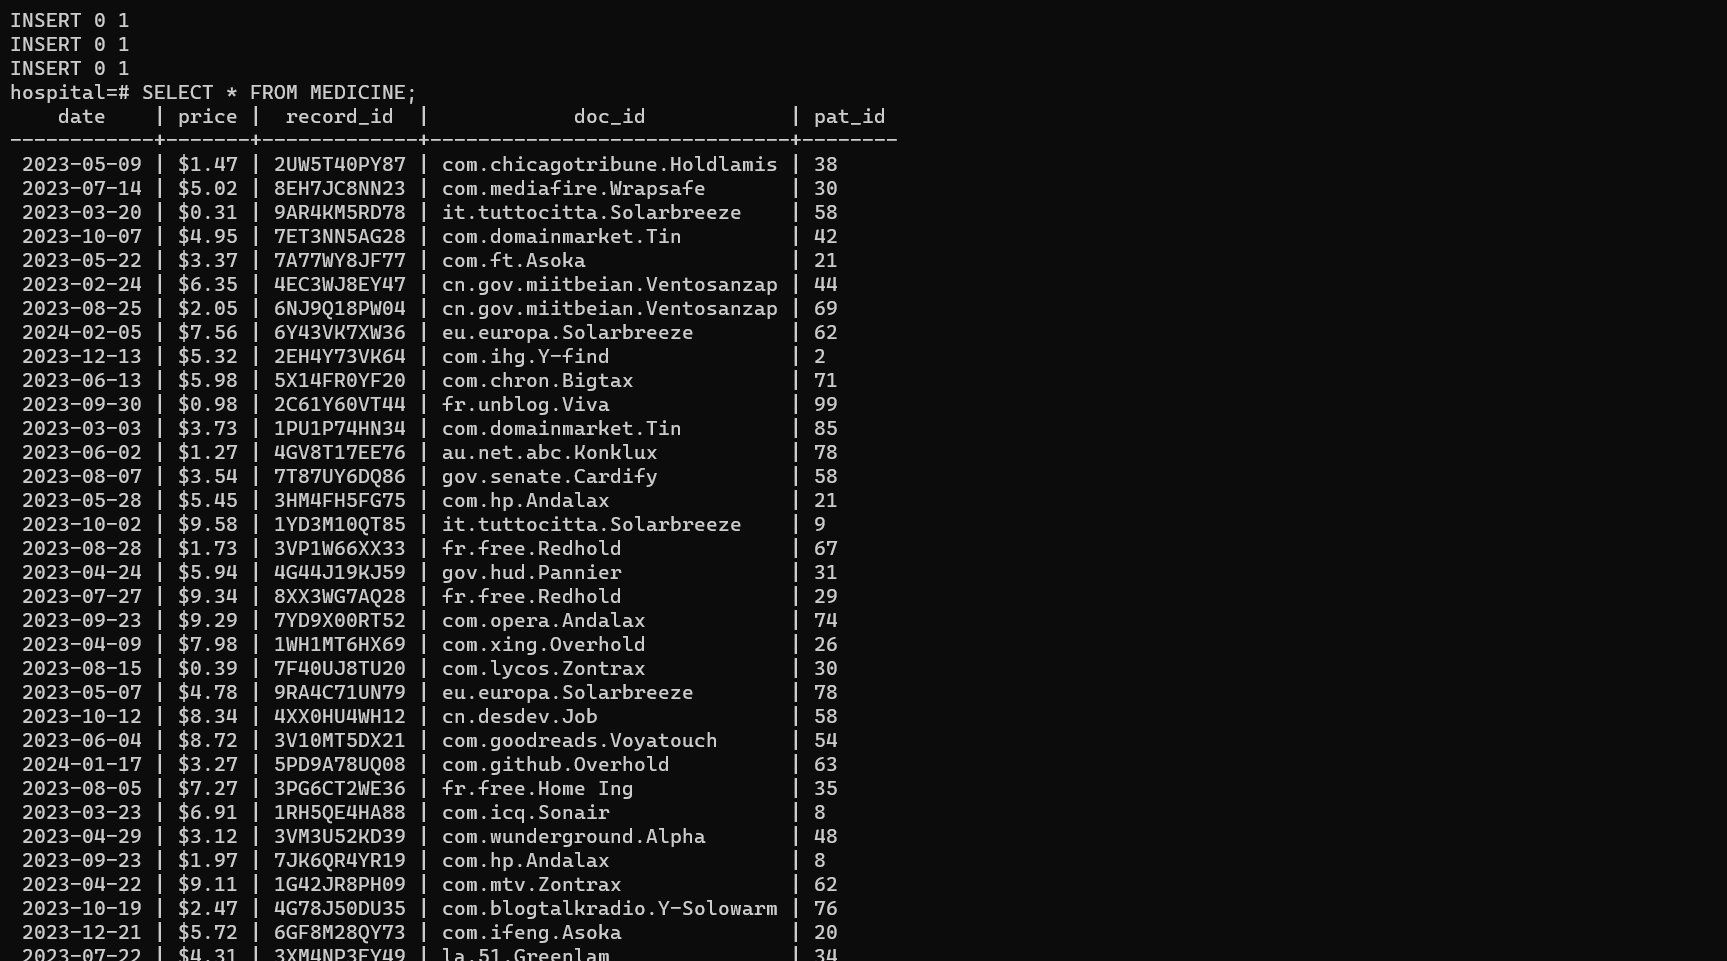 INSERT 0 1
INSERT 0 1
INSERT 0 1
hospital=# SELECT * FROM MEDICINE;
    date    | price |  record_id  |            doc_id            | pat_id
------------+-------+-------------+------------------------------+--------
 2023-05-09 | $1.47 | 2UW5T40PY87 | com.chicagotribune.Holdlamis | 38
 2023-07-14 | $5.02 | 8EH7JC8NN23 | com.mediafire.Wrapsafe       | 30
 2023-03-20 | $0.31 | 9AR4KM5RD78 | it.tuttocitta.Solarbreeze    | 58
 2023-10-07 | $4.95 | 7ET3NN5AG28 | com.domainmarket.Tin         | 42
 2023-05-22 | $3.37 | 7A77WY8JF77 | com.ft.Asoka                 | 21
 2023-02-24 | $6.35 | 4EC3WJ8EY47 | cn.gov.miitbeian.Ventosanzap | 44
 2023-08-25 | $2.05 | 6NJ9Q18PW04 | cn.gov.miitbeian.Ventosanzap | 69
 2024-02-05 | $7.56 | 6Y43VK7XW36 | eu.europa.Solarbreeze        | 62
 2023-12-13 | $5.32 | 2EH4Y73VK64 | com.ihg.Y-find               | 2
 2023-06-13 | $5.98 | 5X14FR0YF20 | com.chron.Bigtax             | 71
 2023-09-30 | $0.98 | 2C61Y60VT44 | fr.unblog.Viva               | 99
 2023-03-03 | $3.73 | 1PU1P74HN34 | com.domainmarket.Tin         | 85
 2023-06-02 | $1.27 | 4GV8T17EE76 | au.net.abc.Konklux           | 78
 2023-08-07 | $3.54 | 7T87UY6DQ86 | gov.senate.Cardify           | 58
 2023-05-28 | $5.45 | 3HM4FH5FG75 | com.hp.Andalax               | 21
 2023-10-02 | $9.58 | 1YD3M10QT85 | it.tuttocitta.Solarbreeze    | 9
 2023-08-28 | $1.73 | 3VP1W66XX33 | fr.free.Redhold              | 67
 2023-04-24 | $5.94 | 4G44J19KJ59 | gov.hud.Pannier              | 31
 2023-07-27 | $9.34 | 8XX3WG7AQ28 | fr.free.Redhold              | 29
 2023-09-23 | $9.29 | 7YD9X00RT52 | com.opera.Andalax            | 74
 2023-04-09 | $7.98 | 1WH1MT6HX69 | com.xing.Overhold            | 26
 2023-08-15 | $0.39 | 7F40UJ8TU20 | com.lycos.Zontrax            | 30
 2023-05-07 | $4.78 | 9RA4C71UN79 | eu.europa.Solarbreeze        | 78
 2023-10-12 | $8.34 | 4XX0HU4WH12 | cn.desdev.Job                | 58
 2023-06-04 | $8.72 | 3V10MT5DX21 | com.goodreads.Voyatouch      | 54
 2024-01-17 | $3.27 | 5PD9A78UQ08 | com.github.Overhold          | 63
 2023-08-05 | $7.27 | 3PG6CT2WE36 | fr.free.Home Ing             | 35
 2023-03-23 | $6.91 | 1RH5QE4HA88 | com.icq.Sonair               | 8
 2023-04-29 | $3.12 | 3VM3U52KD39 | com.wunderground.Alpha       | 48
 2023-09-23 | $1.97 | 7JK6QR4YR19 | com.hp.Andalax               | 8
 2023-04-22 | $9.11 | 1G42JR8PH09 | com.mtv.Zontrax              | 62
 2023-10-19 | $2.47 | 4G78J50DU35 | com.blogtalkradio.Y-Solowarm | 76
 2023-12-21 | $5.72 | 6GF8M28QY73 | com.ifeng.Asoka              | 20
 2023-07-22 | $4.31 | | la.51.Greenlam               | 34